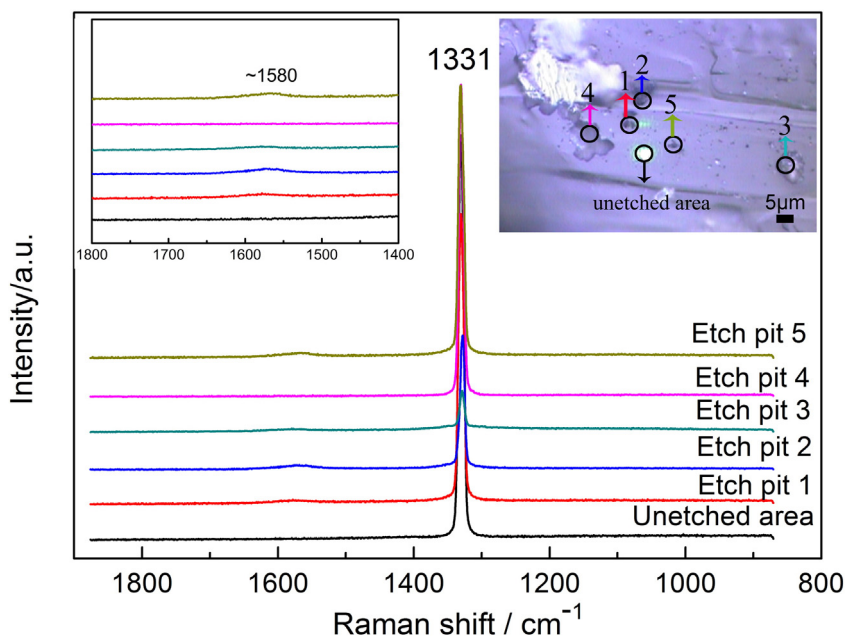 ~1580
1800 1700 1600 1500 1400
1331
1
2
3
4
5
unetched area
5μm
Etch pit 5
Etch pit 4
Etch pit 3
Etch pit 2
Etch pit 1
Unetched area
Intensity/a.u.
1800 1600 1400 1200 1000 800
Raman shift / cm⁻¹